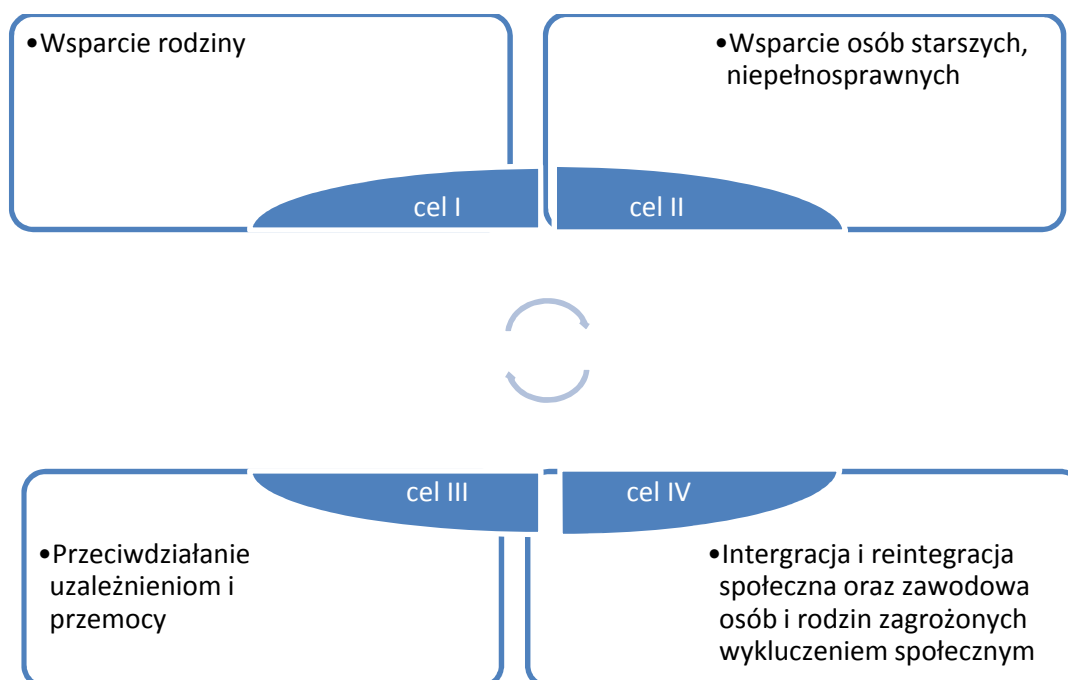 •Wsparcie rodziny
•Wsparcie osób starszych,
niepełnosprawnych
cel I
cel II
cel III
cel IV
•Przeciwdziałanie
uzależnieniom i
przemocy
•Intergracja i reintegracja
społeczna oraz zawodowa
osób i rodzin zagrożonych
wykluczeniem społecznym